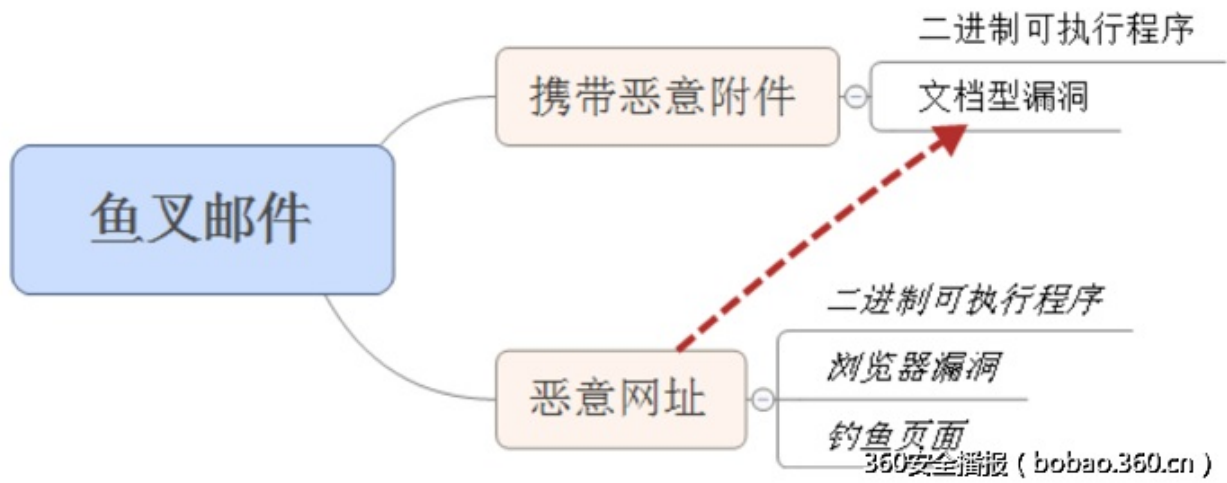 鱼叉邮件
携带恶意附件
二进制可执行程序
文档型漏洞
恶意网址
二进制可执行程序
浏览器漏洞
钓鱼页面
360安全播报（bobao.360.cn）